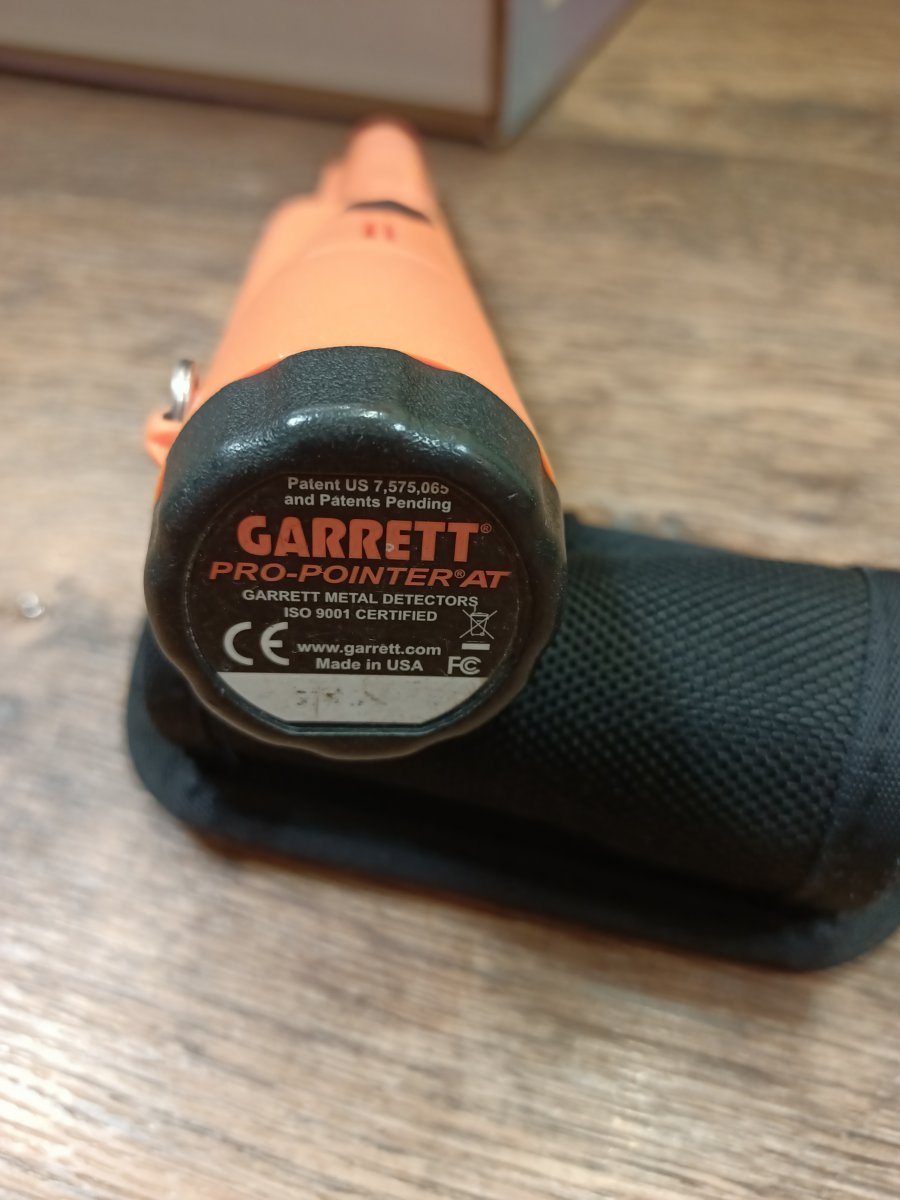 Patent US 7,575,065
and Patents Pending
GARRETT®
PRO-POINTER® AT
GARRETT METAL DETECTORS
ISO 9001 CERTIFIED
CE www.garrett.com
Made in USA FC